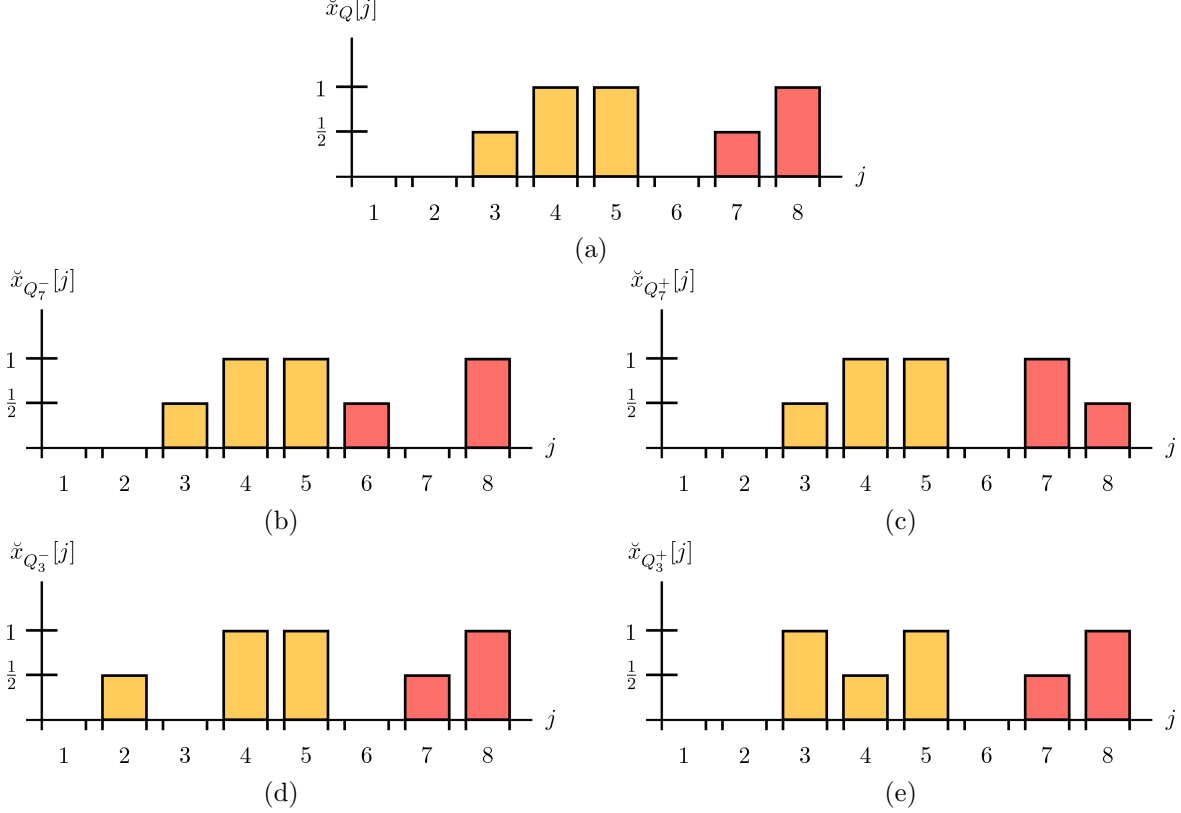 x̆_Q[j]
1
1/2
j
1 2 3 4 5 6 7 8
(a)
x̆_{Q_7^-}[j]
1
1/2
j
1 2 3 4 5 6 7 8
(b)
x̆_{Q_7^+}[j]
1
1/2
j
1 2 3 4 5 6 7 8
(c)
x̆_{Q_3^-}[j]
1
1/2
j
1 2 3 4 5 6 7 8
(d)
x̆_{Q_3^+}[j]
1
1/2
j
1 2 3 4 5 6 7 8
(e)